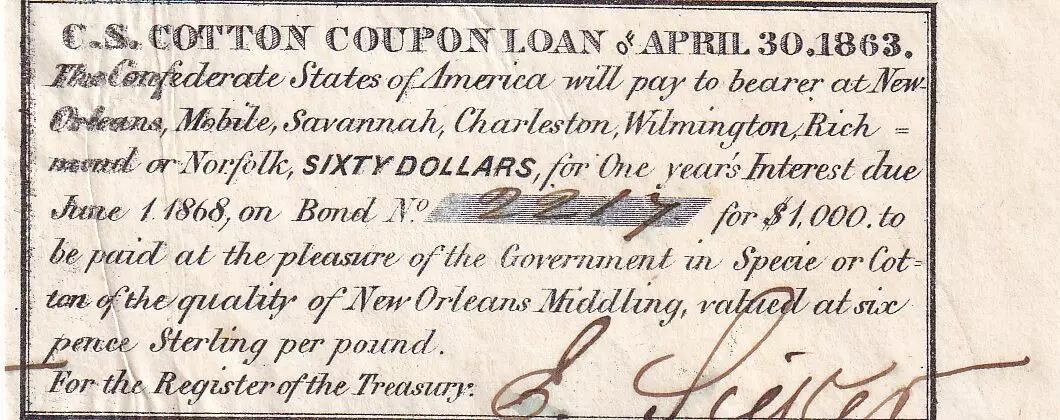 C.S. COTTON COUPON LOAN OF APRIL 30.1863.
The Confederate States of America will pay to bearer at New-
Orleans, Mobile, Savannah, Charleston, Wilmington, Rich =
mond or Norfolk, SIXTY DOLLARS, for One year's Interest due
June 1. 1868, on Bond No. 2217 for $1,000. to
be paid at the pleasure of the Government in Specie or Cot=
ton of the quality of New Orleans Middling, valued at six
pence Sterling per pound.
For the Register of the Treasury: E.